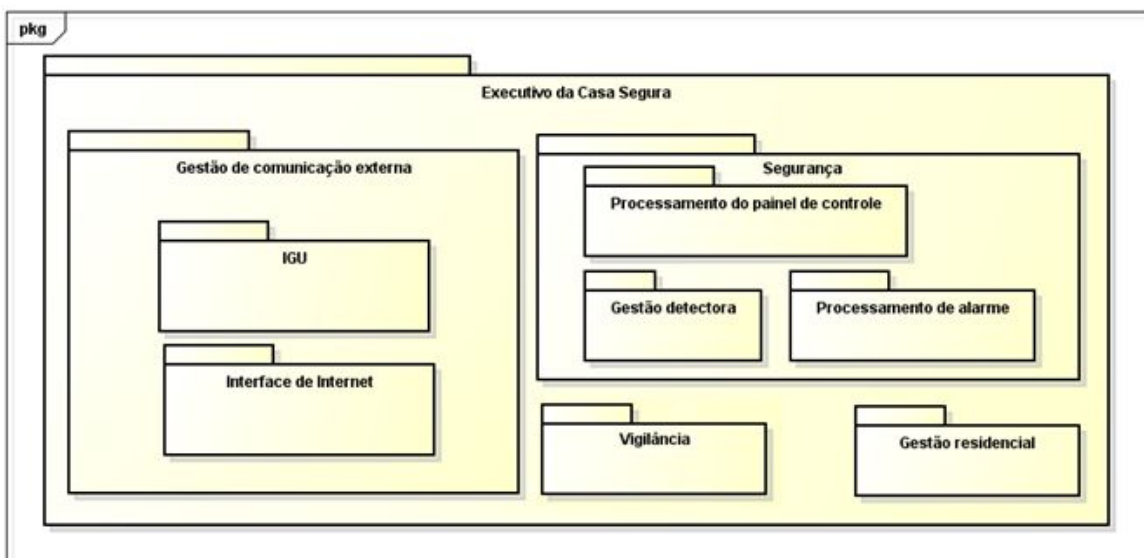 pkg
Executivo da Casa Segura
Gestão de comunicação externa
IGU
Interface de Internet
Segurança
Processamento do painel de controle
Gestão detectora
Processamento de alarme
Vigilância
Gestão residencial